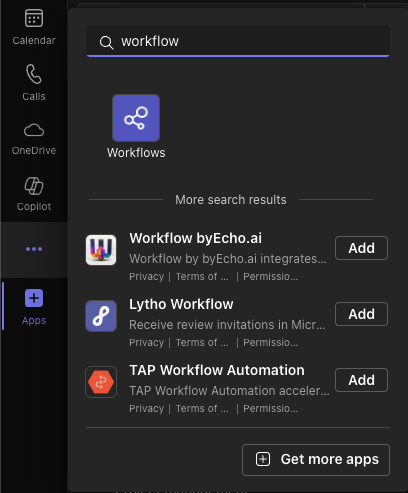 Calendar
Calls
OneDrive
Copilot
Apps
workflow
Workflows
More search results
Workflow byEcho.ai
Workflow by byEcho.ai integrates...
Privacy | Terms of ... | Permissio...
Add
Lytho Workflow
Receive review invitations in Micr...
Privacy | Terms of ... | Permissio...
Add
TAP Workflow Automation
TAP Workflow Automation acceler...
Privacy | Terms of ... | Permissio...
Add
Get more apps